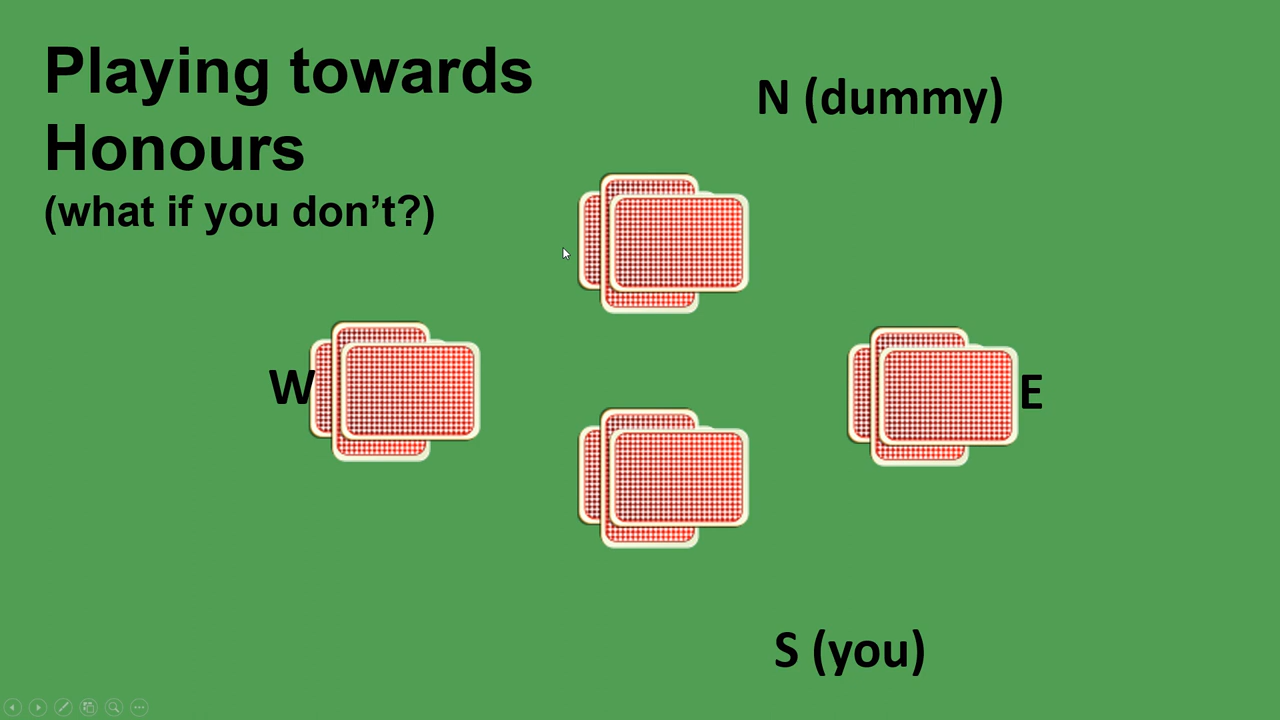 Playing towards
Honours
(what if you don’t?)
N (dummy)
W
E
S (you)